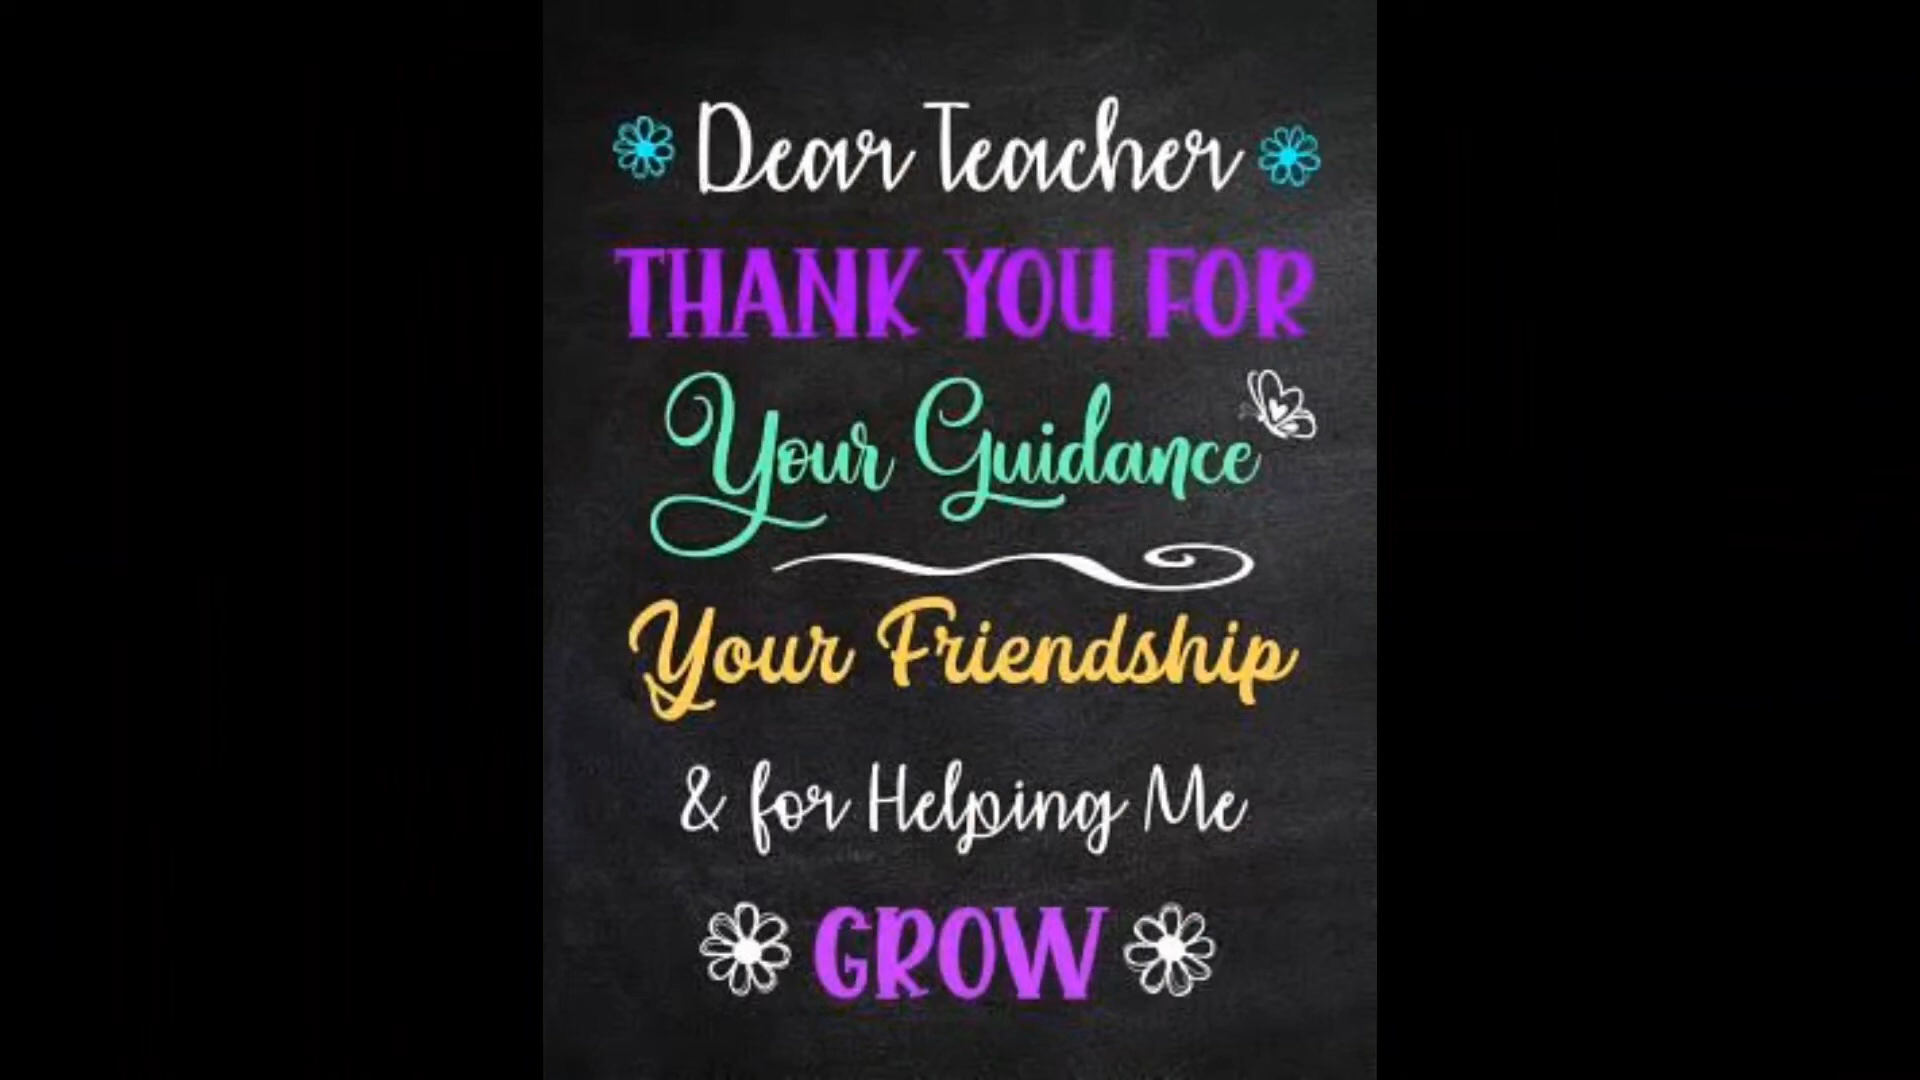 Dear Teacher
THANK YOU FOR
Your Guidance
Your Friendship
& for Helping Me
GROW